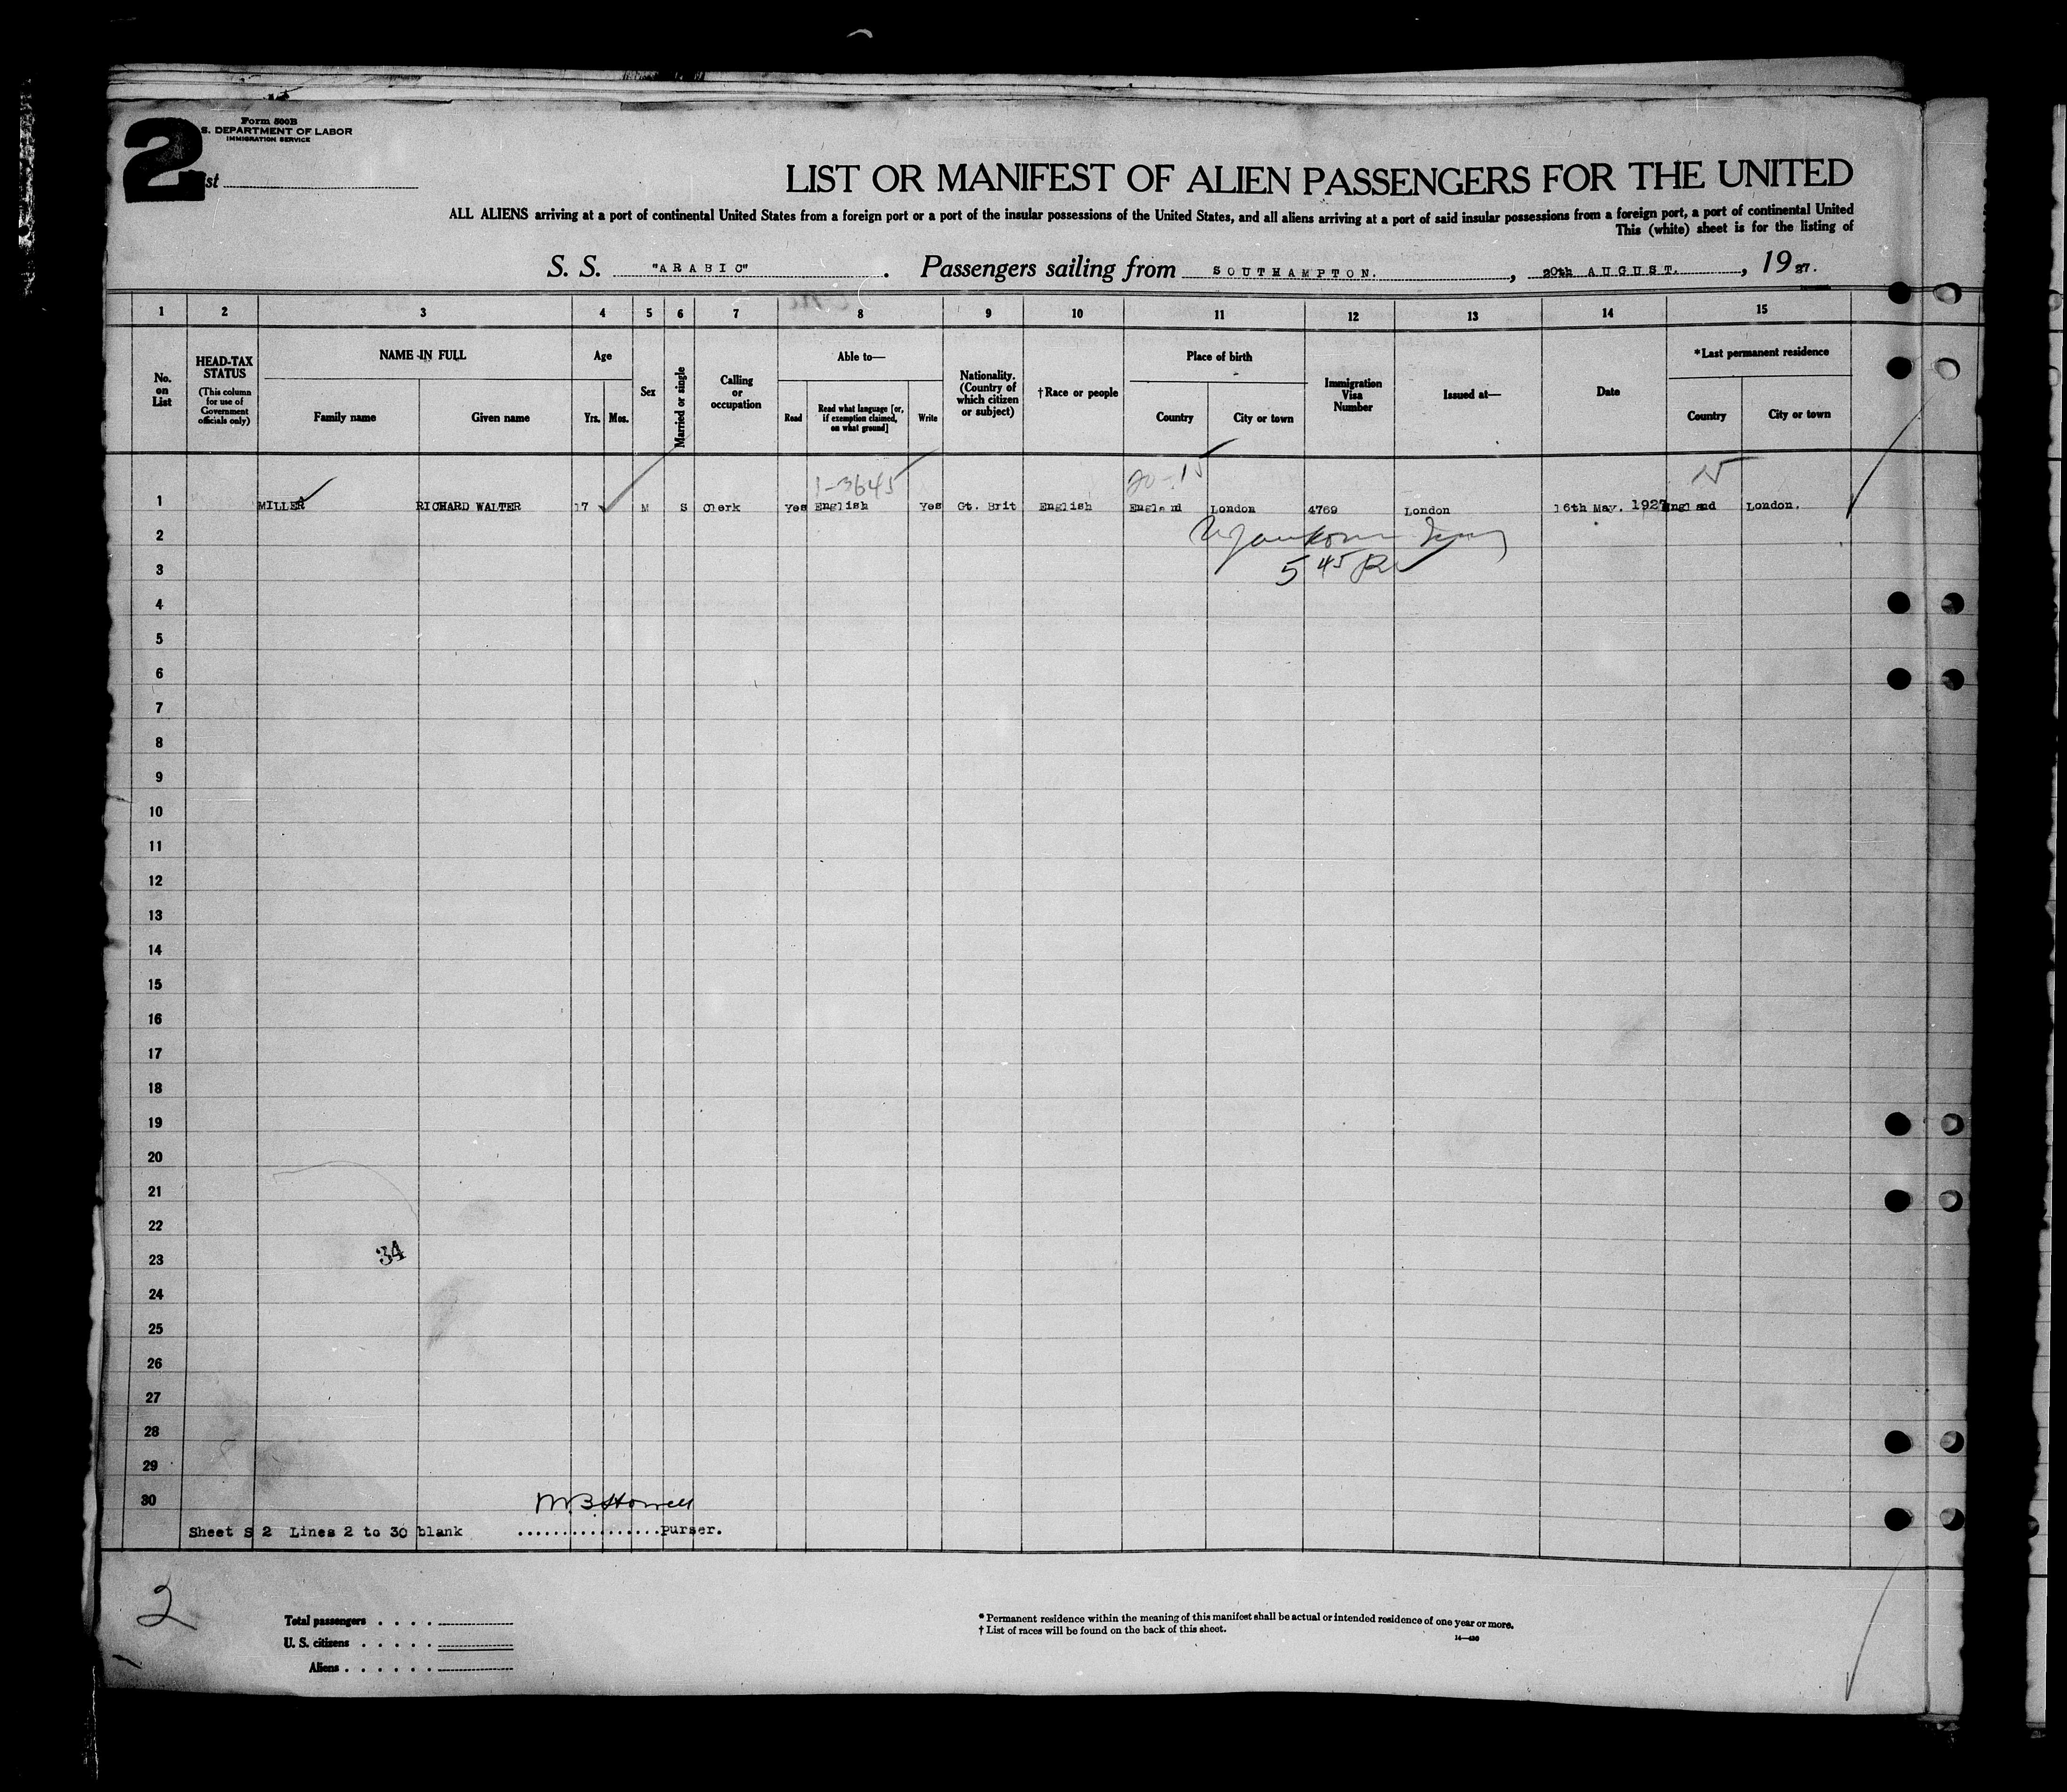 2
Form 500B
S. DEPARTMENT OF LABOR
IMMIGRATION SERVICE
st
LIST OR MANIFEST OF ALIEN PASSENGERS FOR THE UNITED
ALL ALIENS arriving at a port of continental United States from a foreign port or a port of the insular possessions of the United States, and all aliens arriving at a port of said insular possessions from a foreign port, a port of continental United
This (white) sheet is for the listing of
S. S. "ARABIC". Passengers sailing from SOUTHAMPTON., 20th AUGUST., 1927.
1 2 3 4 5 6 7 8 9 10 11 12 13 14 15
No. on List
HEAD-TAX STATUS (This column for use of Government officials only)
NAME IN FULL
Family name Given name
Age
Yrs. Mos.
Sex
Married or single
Calling or occupation
Able to—
Read Read what language [or, if exemption claimed, on what ground] Write
Nationality. (Country of which citizen or subject)
†Race or people
Place of birth
Country City or town
Immigration Visa Number
Issued at—
Date
*Last permanent residence
Country City or town
1-3645 20-15 15
1 MILLER RICHARD WALTER 17 M S Clerk Yes English Yes Gt. Brit English England London 4769 London 16th May. 1927 England London.
2
3 545
4
5
6
7
8
9
10
11
12
13
14
15
16
17
18
19
20
21
22
23 34
24
25
26
27
28
29
30
W.B. Howell
Sheet S 2 Lines 2 to 30 blank ................purser.
2
Total passengers . . . .
U. S. citizens . . . . .
Aliens . . . . . .
* Permanent residence within the meaning of this manifest shall be actual or intended residence of one year or more.
† List of races will be found on the back of this sheet.
14—430